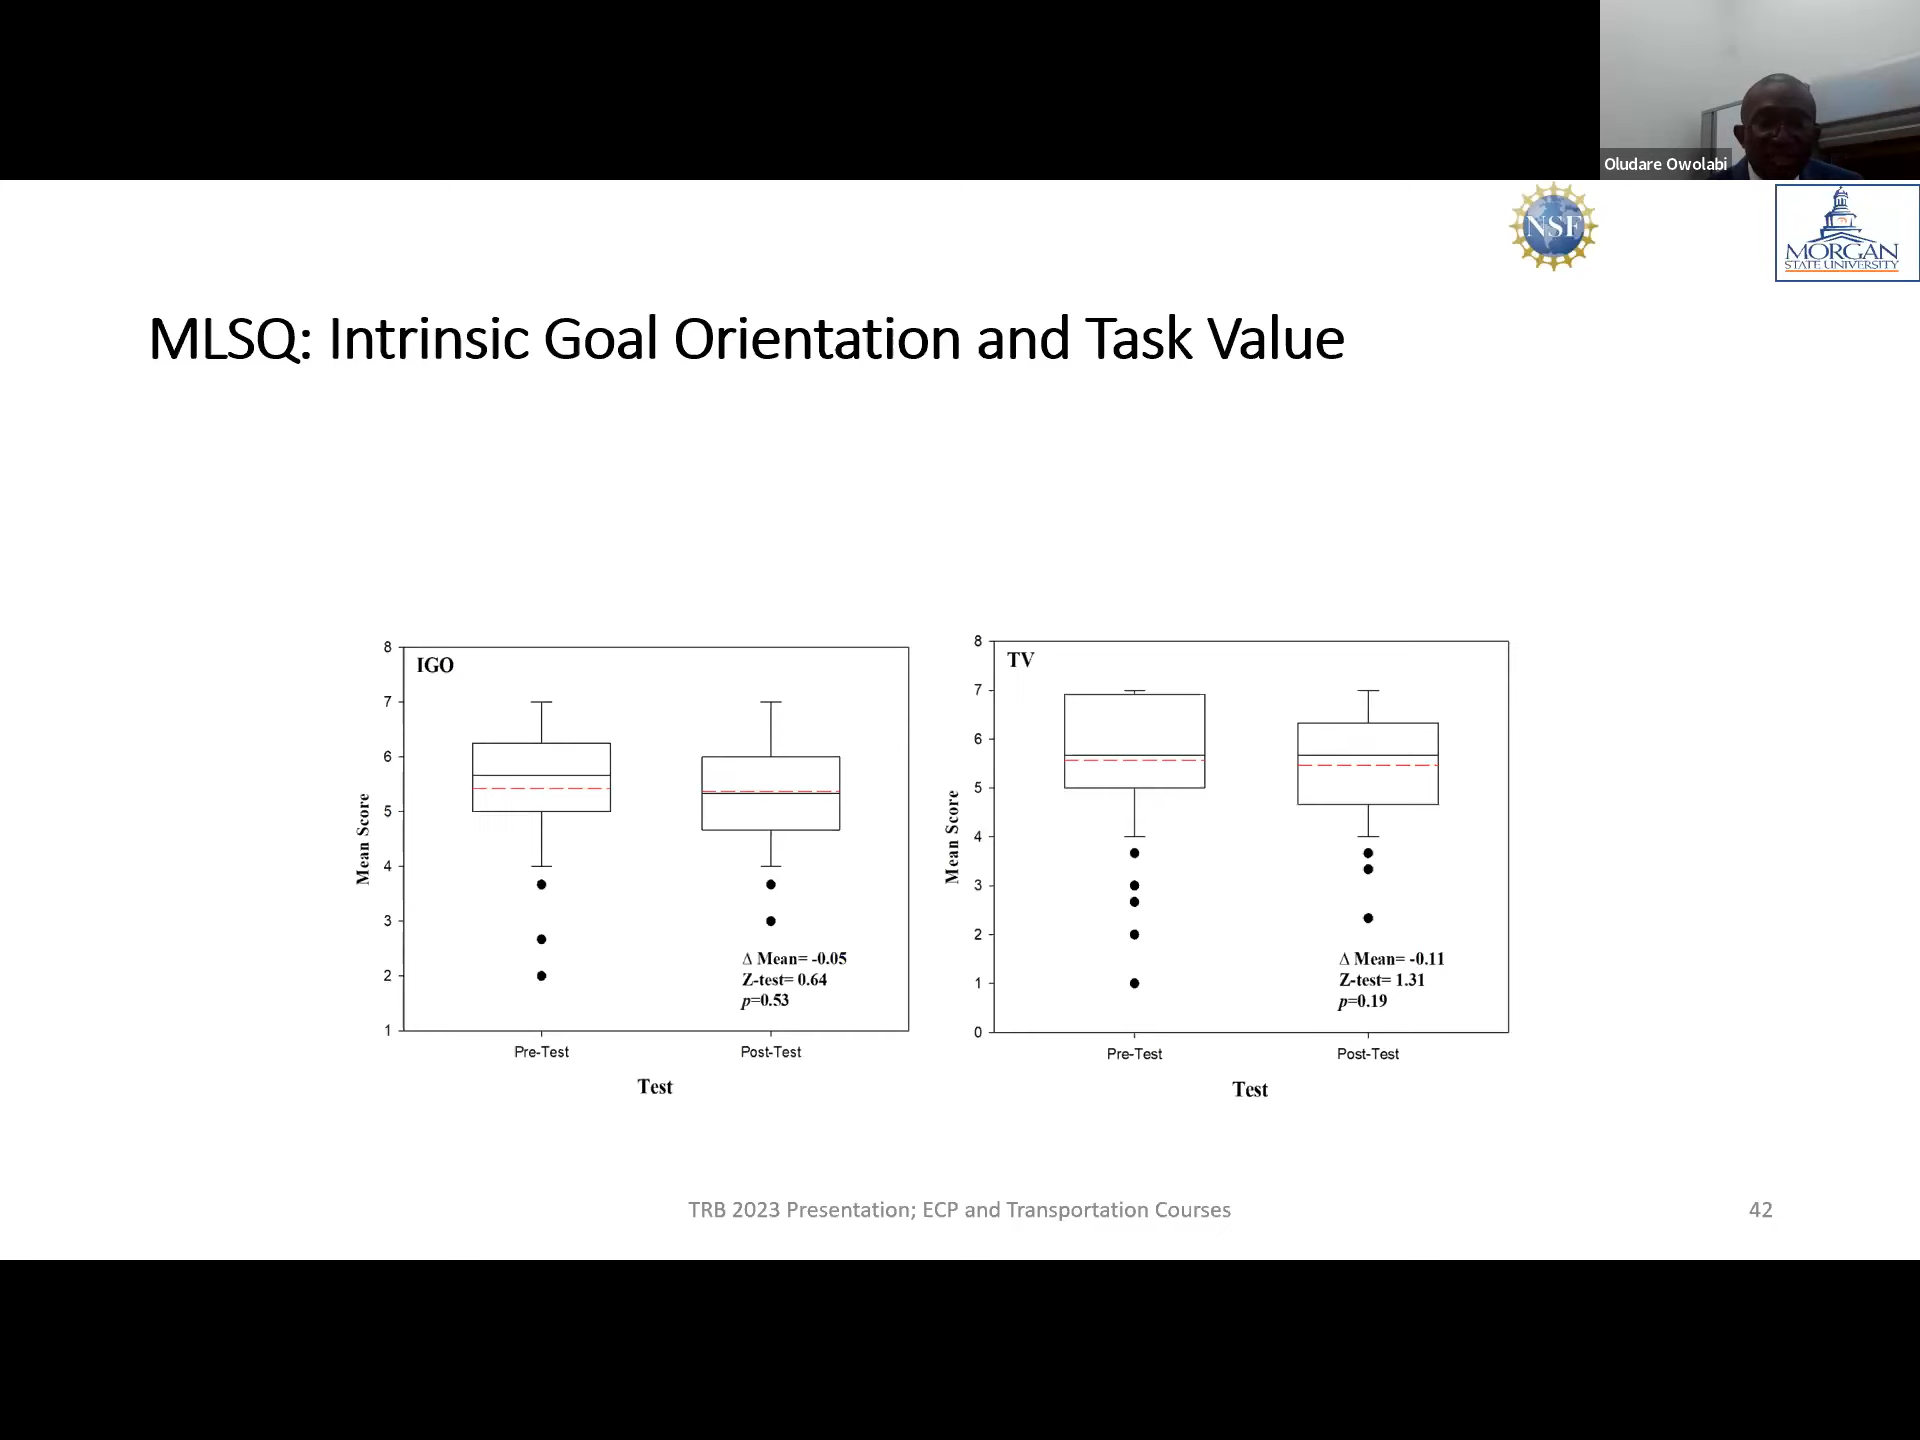 Oludare Owolabi
NSF
MORGAN
STATE UNIVERSITY
MLSQ: Intrinsic Goal Orientation and Task Value
8
IGO
7
6
5
4
3
2
1
Mean Score
Δ Mean= -0.05
Z-test= 0.64
p=0.53
Pre-Test
Post-Test
Test
8
TV
7
6
5
4
3
2
1
0
Mean Score
Δ Mean= -0.11
Z-test= 1.31
p=0.19
Pre-Test
Post-Test
Test
TRB 2023 Presentation; ECP and Transportation Courses
42